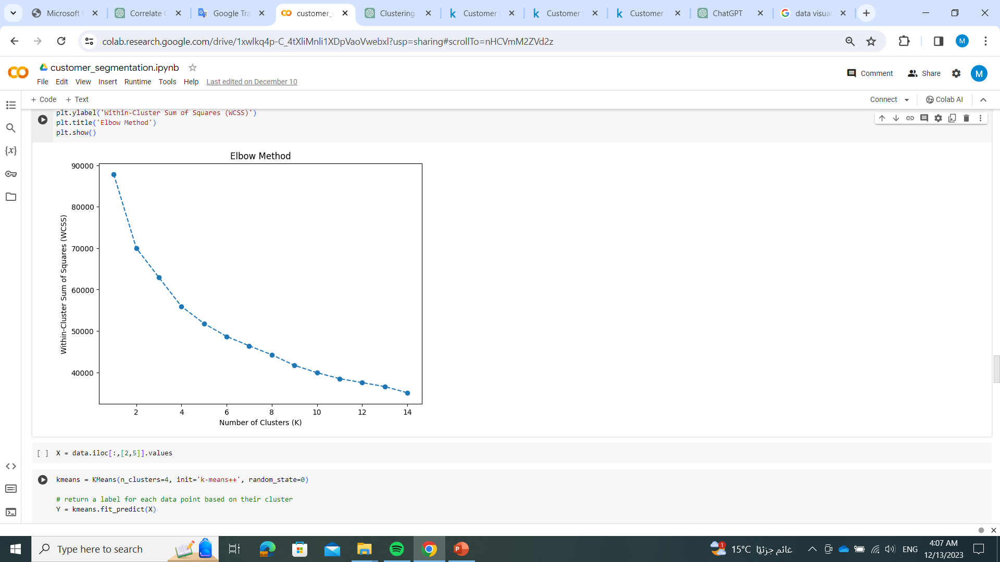 Microsoft
Correlate
Google Tra
customer_
Clustering
Customer
Customer
Customer
ChatGPT
data visual
colab.research.google.com/drive/1xwlkq4p-C_4tXliMnli1XDpVaoVwebxl?usp=sharing#scrollTo=nHCVmM2ZVd2z
M
customer_segmentation.ipynb
File Edit View Insert Runtime Tools Help Last edited on December 10
Comment Share M
+ Code + Text Connect Colab AI
plt.ylabel('Within-Cluster Sum of Squares (WCSS)')
plt.title('Elbow Method')
plt.show()
Elbow Method
90000
80000
70000
60000
50000
40000
Within-Cluster Sum of Squares (WCSS)
2 4 6 8 10 12 14
Number of Clusters (K)
[ ] X = data.iloc[:,[2,5]].values
kmeans = KMeans(n_clusters=4, init='k-means++', random_state=0)
# return a label for each data point based on their cluster
Y = kmeans.fit_predict(X)
Type here to search
1
15°C غائم جزئيًا
ENG
4:07 AM
12/13/2023